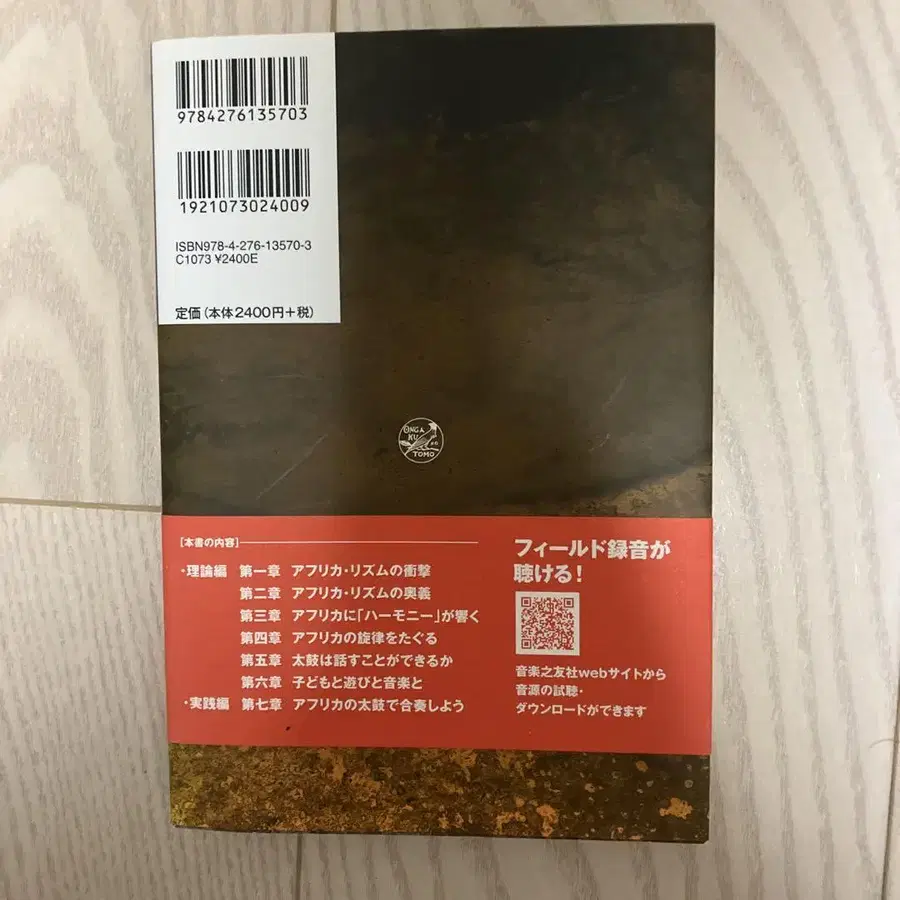 9784276135703
1921073024009
ISBN978-4-276-13570-3
C1073 ¥2400E
定価(本体2400円+税)
ONGA
KU
NO
TOMO
[本書の内容]
・理論編 第一章 アフリカ・リズムの衝撃
第二章 アフリカ・リズムの奥義
第三章 アフリカに「ハーモニー」が響く
第四章 アフリカの旋律をたぐる
第五章 太鼓は話すことができるか
第六章 子どもと遊びと音楽と
・実践編 第七章 アフリカの太鼓で合奏しよう
フィールド録音が
聴ける!
音楽之友社webサイトから
音源の試聴・
ダウンロードができます